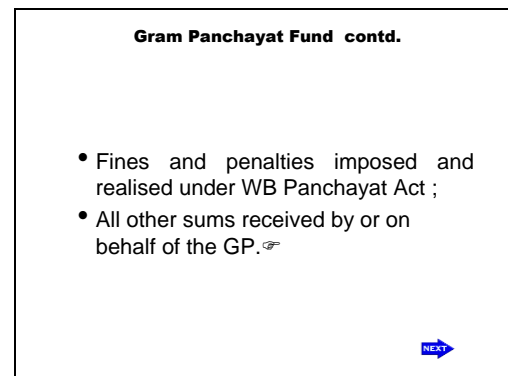 Gram Panchayat Fund contd.
• Fines and penalties imposed and
realised under WB Panchayat Act ;
• All other sums received by or on
behalf of the GP.☞
NEXT